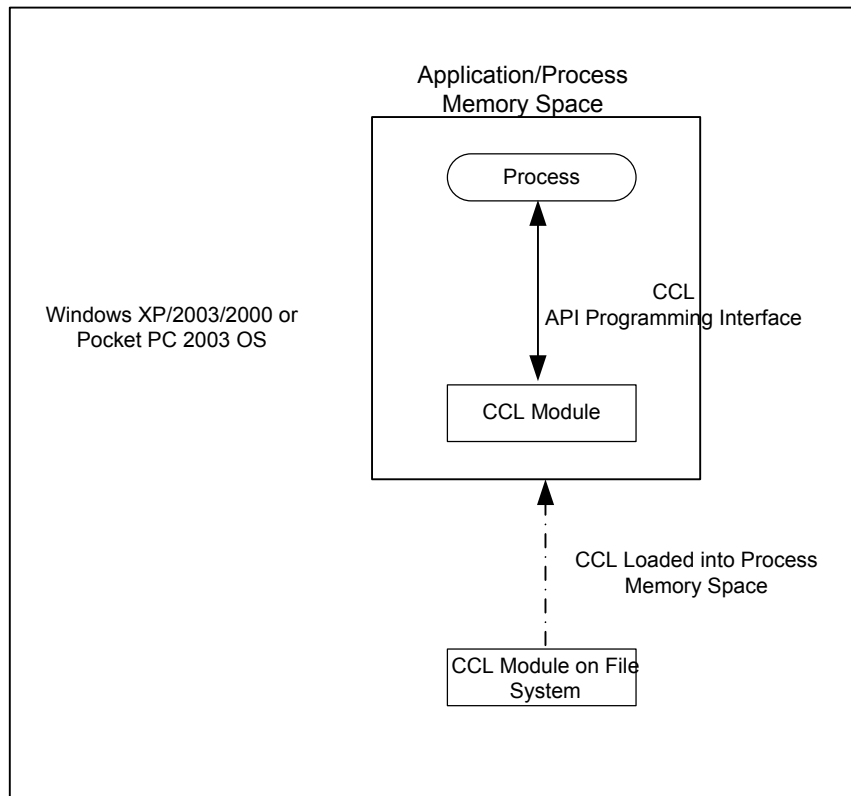 Application/Process
Memory Space
Process
Windows XP/2003/2000 or
Pocket PC 2003 OS
CCL
API Programming Interface
CCL Module
CCL Loaded into Process
Memory Space
CCL Module on File
System